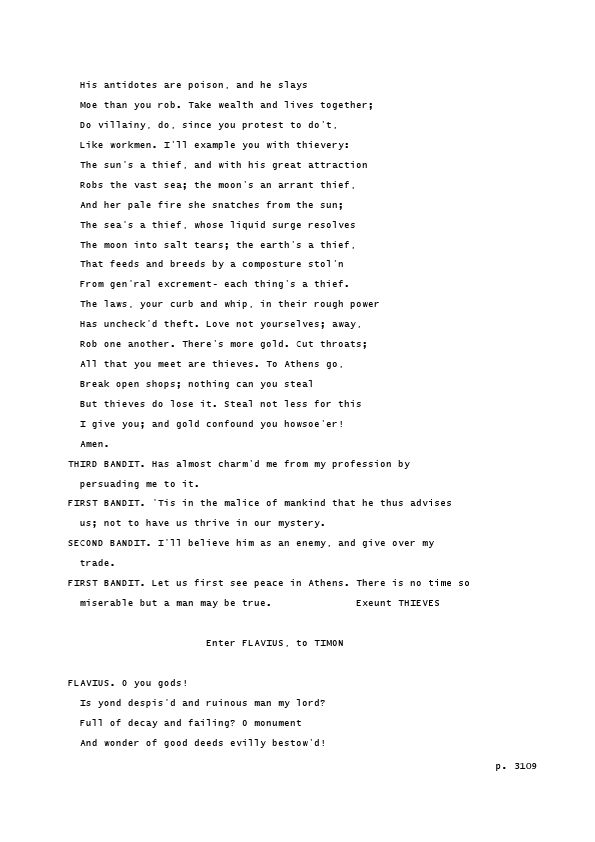 His antidotes are poison, and he slays
Moe than you rob. Take wealth and lives together;
Do villainy, do, since you protest to do't,
Like workmen. I'll example you with thievery:
The sun's a thief, and with his great attraction
Robs the vast sea; the moon's an arrant thief,
And her pale fire she snatches from the sun;
The sea's a thief, whose liquid surge resolves
The moon into salt tears; the earth's a thief,
That feeds and breeds by a composture stol'n
From gen'ral excrement- each thing's a thief.
The laws, your curb and whip, in their rough power
Has uncheck'd theft. Love not yourselves; away,
Rob one another. There's more gold. Cut throats;
All that you meet are thieves. To Athens go,
Break open shops; nothing can you steal
But thieves do lose it. Steal not less for this
I give you; and gold confound you howsoe'er!
Amen.
THIRD BANDIT. Has almost charm'd me from my profession by
persuading me to it.
FIRST BANDIT. 'Tis in the malice of mankind that he thus advises
us; not to have us thrive in our mystery.
SECOND BANDIT. I'll believe him as an enemy, and give over my
trade.
FIRST BANDIT. Let us first see peace in Athens. There is no time so
miserable but a man may be true. Exeunt THIEVES
Enter FLAVIUS, to TIMON
FLAVIUS. O you gods!
Is yond despis'd and ruinous man my lord?
Full of decay and failing? O monument
And wonder of good deeds evilly bestow'd!
p. 3109